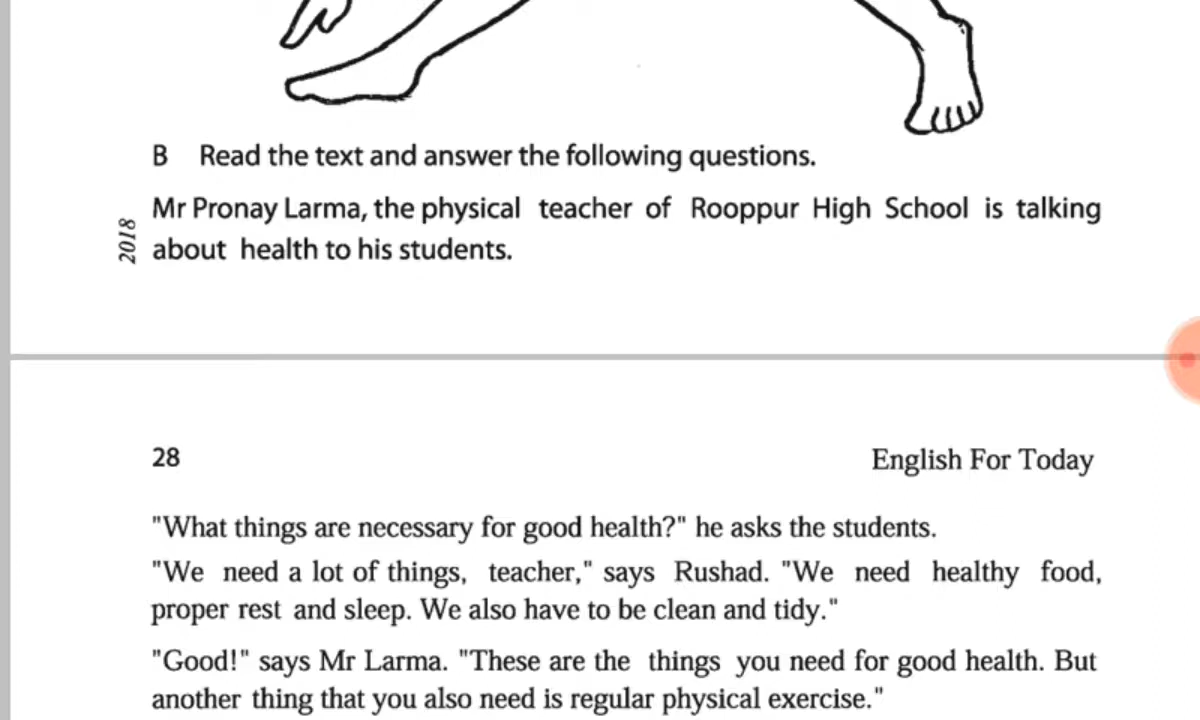 B Read the text and answer the following questions.
Mr Pronay Larma, the physical teacher of Rooppur High School is talking
about health to his students.
2018
28
English For Today
"What things are necessary for good health?" he asks the students.
"We need a lot of things, teacher," says Rushad. "We need healthy food,
proper rest and sleep. We also have to be clean and tidy."
"Good!" says Mr Larma. "These are the things you need for good health. But
another thing that you also need is regular physical exercise."